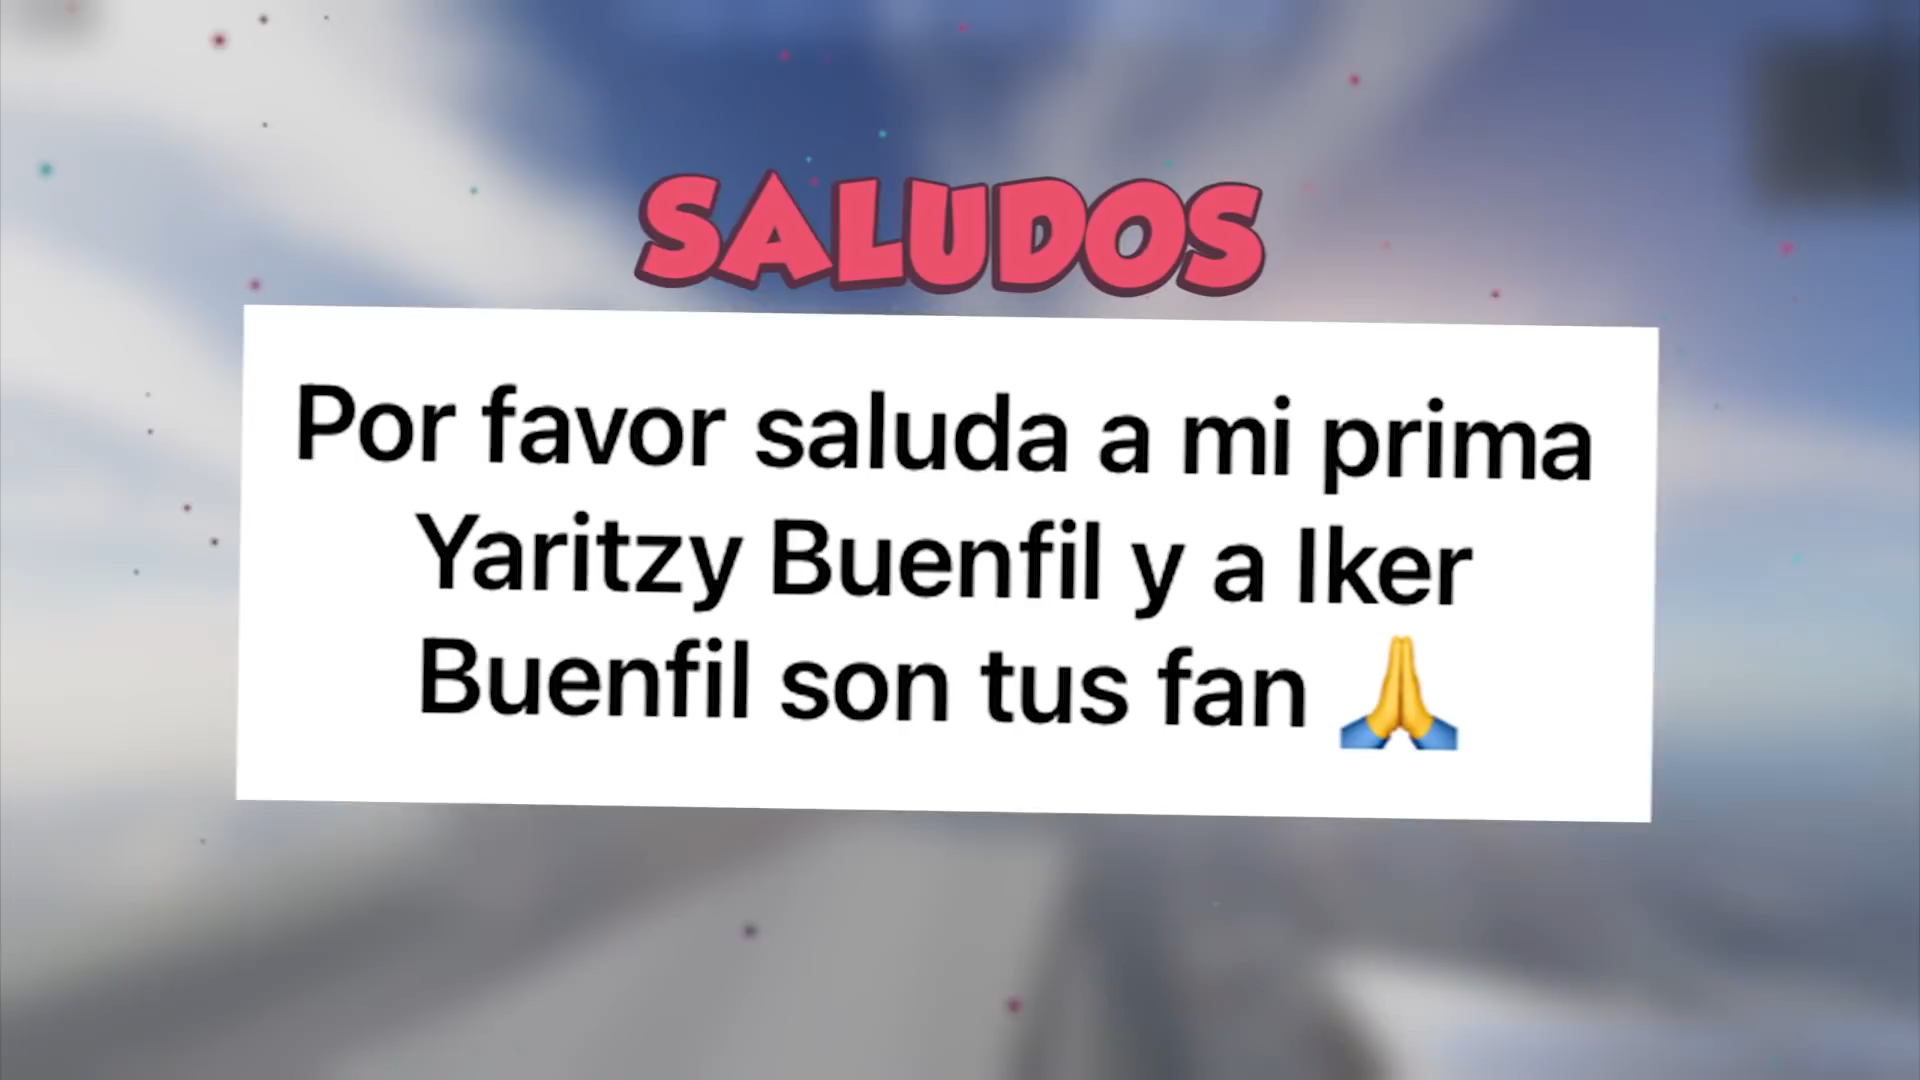 SALUDOS
Por favor saluda a mi prima
Yaritzy Buenfil y a Iker
Buenfil son tus fan 🙏